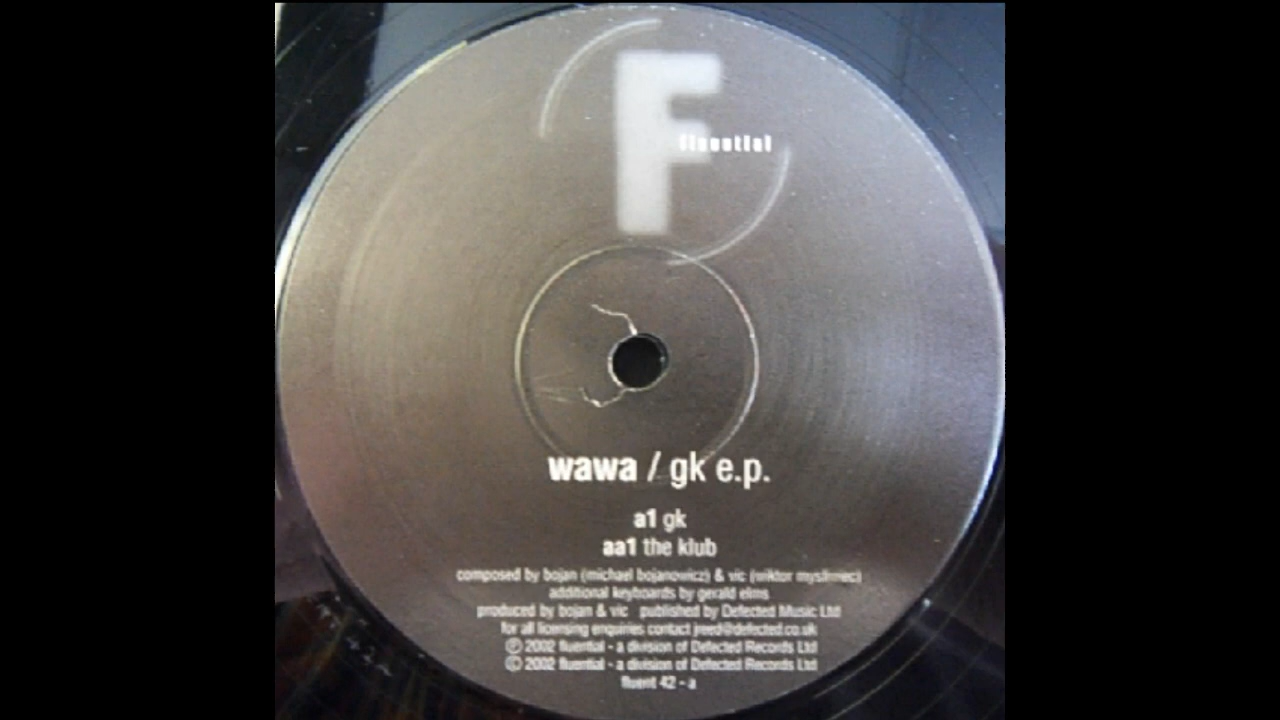 F
fluential
wawa / gk e.p.
a1 gk
aa1 the klub
composed by bojan (michael bojanowicz) & vic (wiktor
additional keyboards by gerald elms
produced by bojan & vic published by Defected Music Ltd
for all licensing enquiries contact jreed@defected.co.uk
℗ 2002 fluential - a division of Defected Records Ltd
© 2002 fluential - a division of Defected Records Ltd
fluent 42 - a